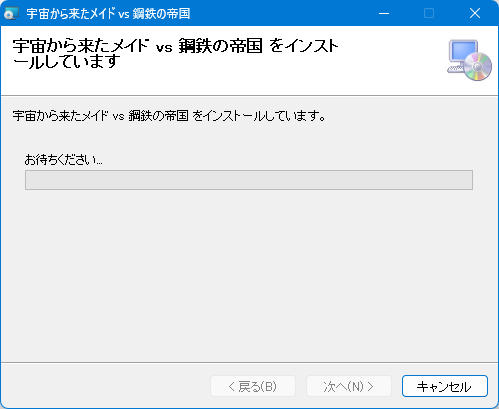 宇宙から来たメイド vs 鋼鉄の帝国
宇宙から来たメイド vs 鋼鉄の帝国 をインスト
ールしています
宇宙から来たメイド vs 鋼鉄の帝国 をインストールしています。
お待ちください...
< 戻る(B)
次へ(N) >
キャンセル